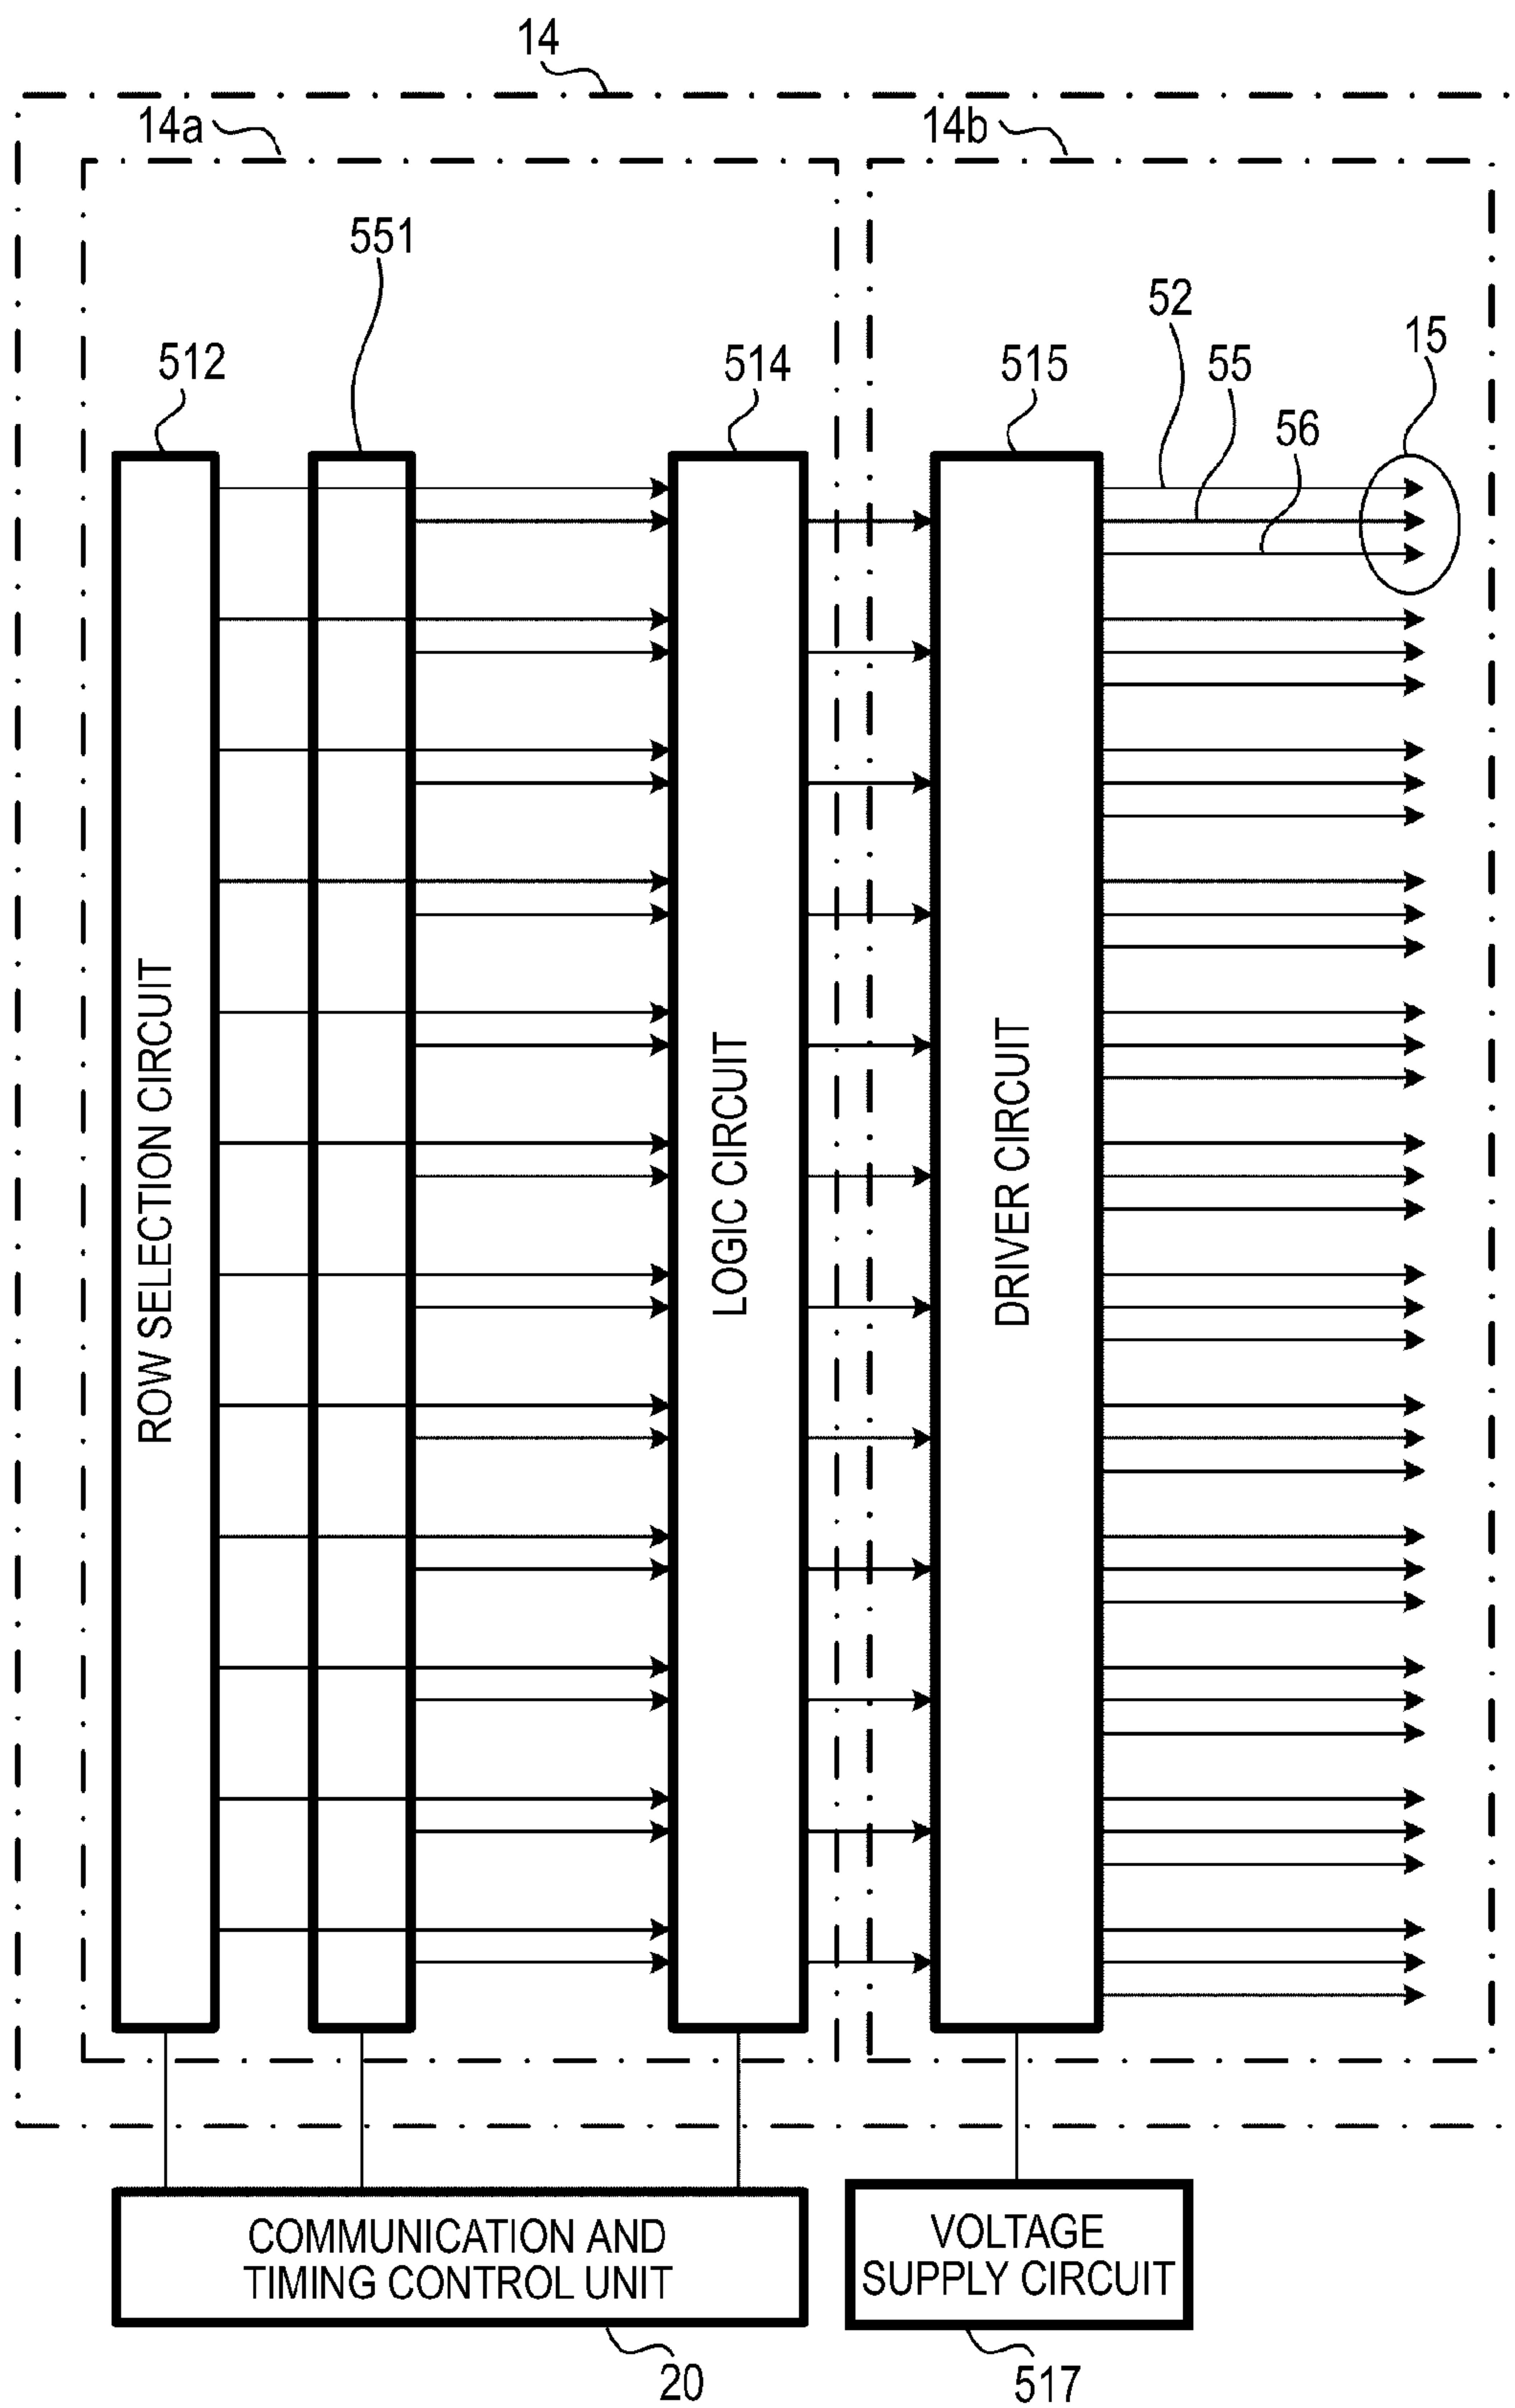 14
14a
14b
551
52
15
512
514
515
55
56
ROW SELECTION CIRCUIT
LOGIC CIRCUIT
DRIVER CIRCUIT
COMMUNICATION AND
TIMING CONTROL UNIT
VOLTAGE
SUPPLY CIRCUIT
20
517